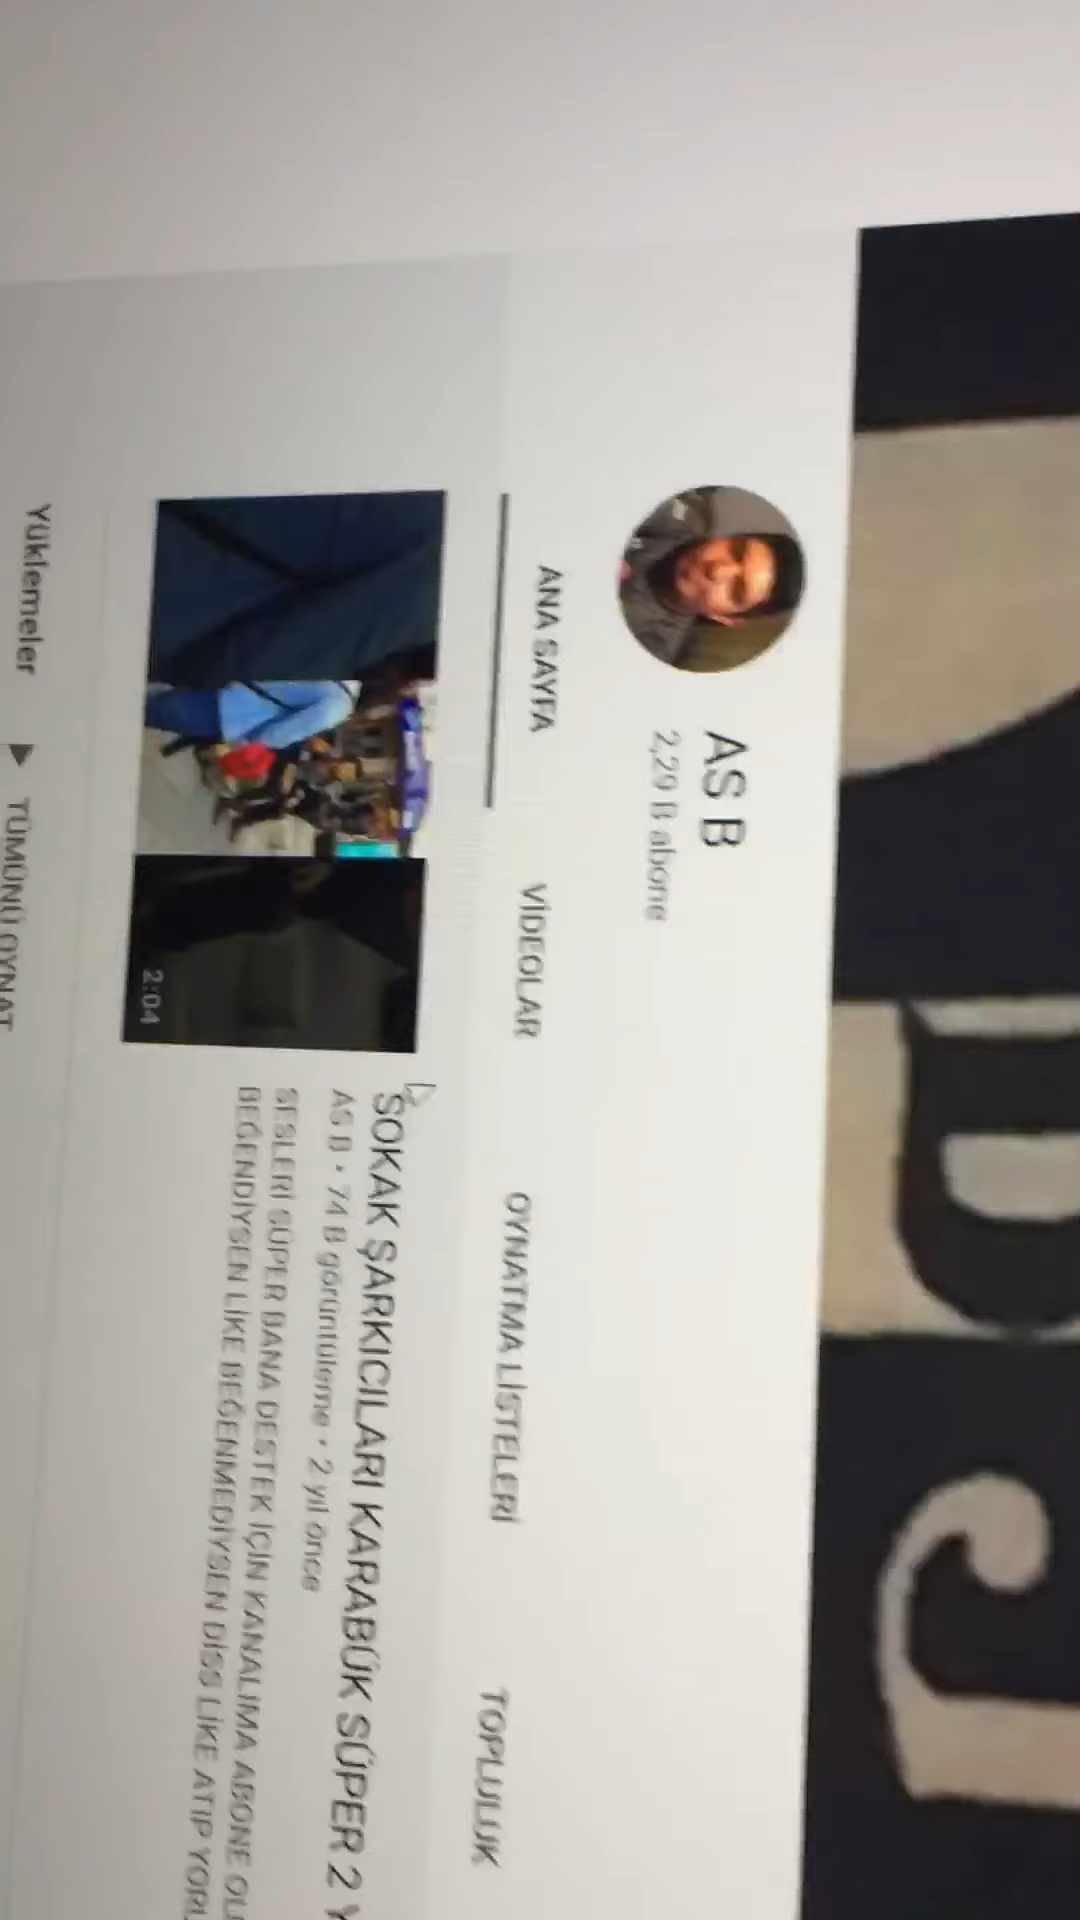 AS B
2,29 B abone
ANA SAYFA
VİDEOLAR
OYNATMA LİSTELERİ
TOPLULUK
SOKAK ŞARKICILARI KARABÜK SÜPER 2
AS B • 74 B görüntüleme • 2 yıl önce
SESLERİ SÜPER BANA DESTEK İÇİN KANALIMA ABONE
BEĞENDİYSEN LİKE BEĞENMEDİYSEN DİSS LİKE ATIP
2:04
Yüklemeler
TÜMÜNÜ OYNAT